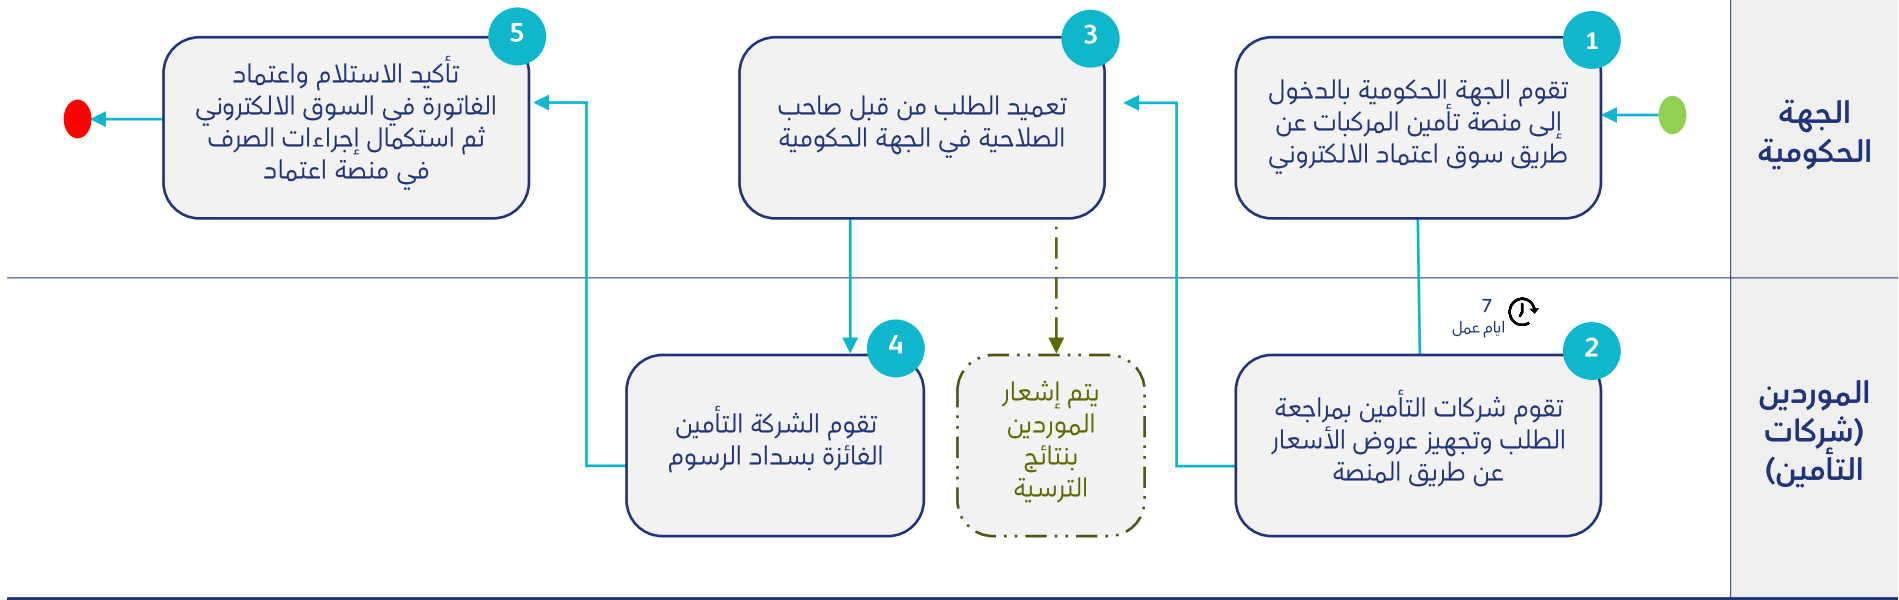 الجهة
الحكومية
1
تقوم الجهة الحكومية بالدخول
إلى منصة تأمين المركبات عن
طريق سوق اعتماد الالكتروني
3
تعميد الطلب من قبل صاحب
الصلاحية في الجهة الحكومية
5
تأكيد الاستلام واعتماد
الفاتورة في السوق الالكتروني
ثم استكمال إجراءات الصرف
في منصة اعتماد
الموردين
(شركات
التأمين)
7
ايام عمل
2
تقوم شركات التأمين بمراجعة
الطلب وتجهيز عروض الأسعار
عن طريق المنصة
يتم إشعار
الموردين
بنتائج
الترسية
4
تقوم الشركة التأمين
الفائزة بسداد الرسوم